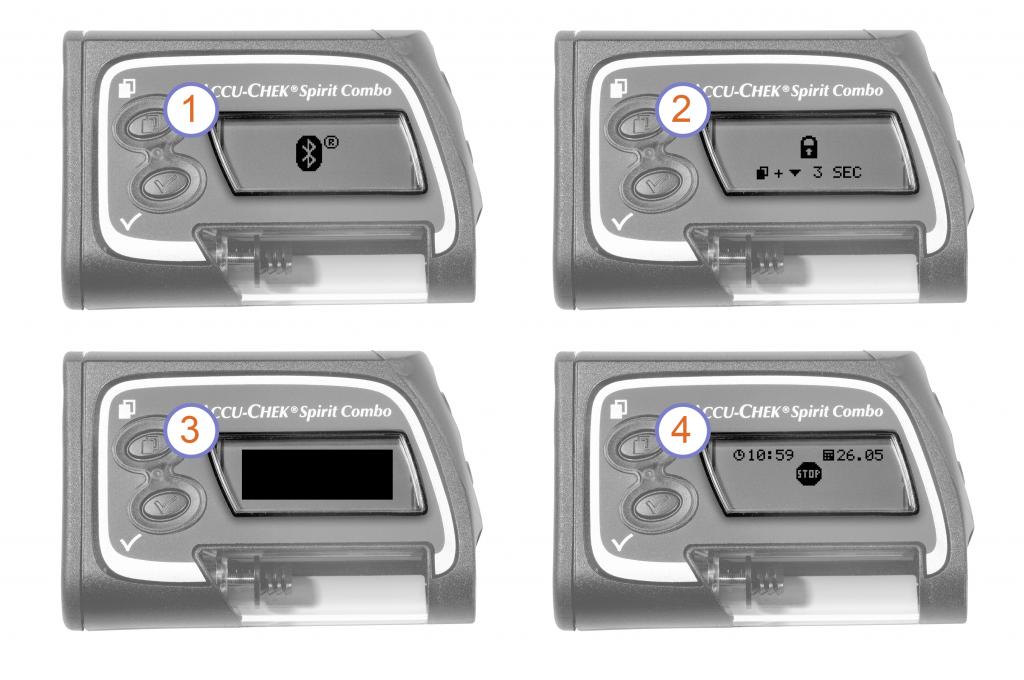 1
ACCU-CHEK®Spirit Combo
®
2
ACCU-CHEK®Spirit Combo
+ 3 SEC
3
ACCU-CHEK®Spirit Combo
4
ACCU-CHEK®Spirit Combo
10:59 26.05
STOP